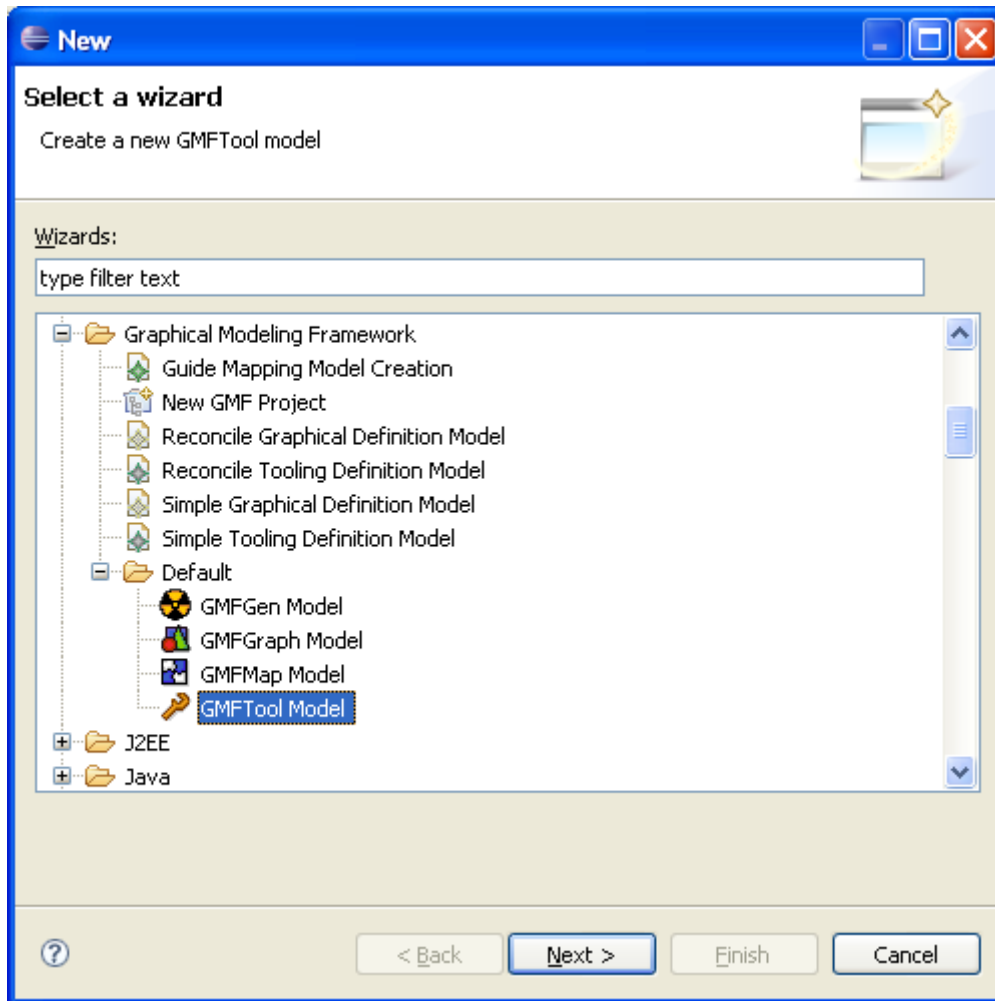 New
Select a wizard
Create a new GMFTool model
Wizards:
type filter text
Graphical Modeling Framework
Guide Mapping Model Creation
New GMF Project
Reconcile Graphical Definition Model
Reconcile Tooling Definition Model
Simple Graphical Definition Model
Simple Tooling Definition Model
Default
GMFGen Model
GMFGraph Model
GMFMap Model
GMFTool Model
J2EE
Java
? < Back Next > Finish Cancel